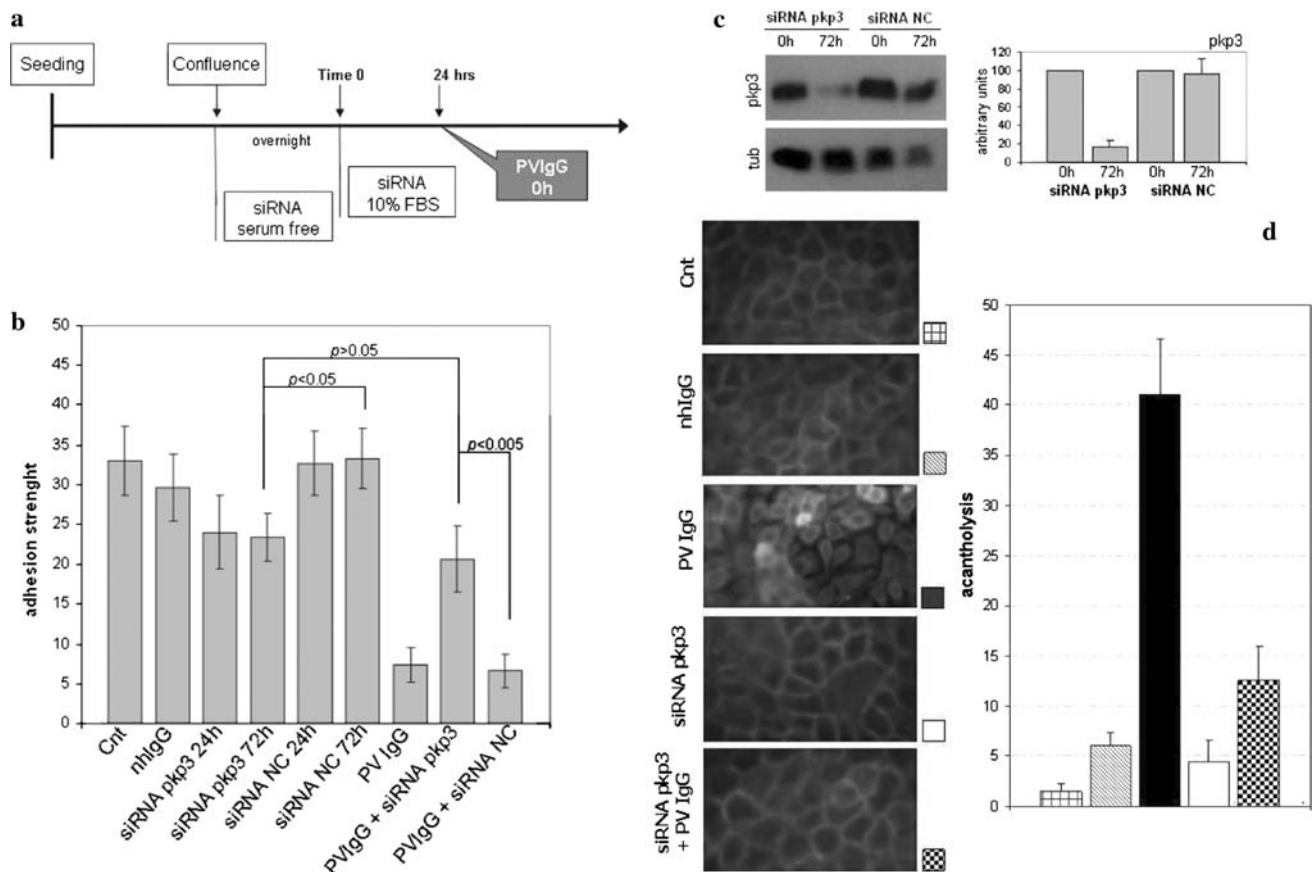 a
Seeding
Confluence
Time 0
24 hrs
overnight
siRNA
serum free
siRNA
10% FBS
PVIgG
0h
b
50
45
40
35
30
25
20
15
10
5
0
adhesion strenght
p>0.05
p<0.05
p<0.005
Cnt
nhIgG
siRNA pkp3 24h
siRNA pkp3 72h
siRNA NC 24h
siRNA NC 72h
PV IgG
PVIgG + siRNA pkp3
PVIgG + siRNA NC
c
siRNA pkp3
siRNA NC
0h
72h
0h
72h
pkp3
tub
pkp3
120
100
80
60
40
20
0
arbitrary units
0h
72h
0h
72h
siRNA pkp3
siRNA NC
d
Cnt
nhIgG
PV IgG
siRNA pkp3
siRNA pkp3
+ PV IgG
50
45
40
35
30
25
20
15
10
5
0
acantholysis